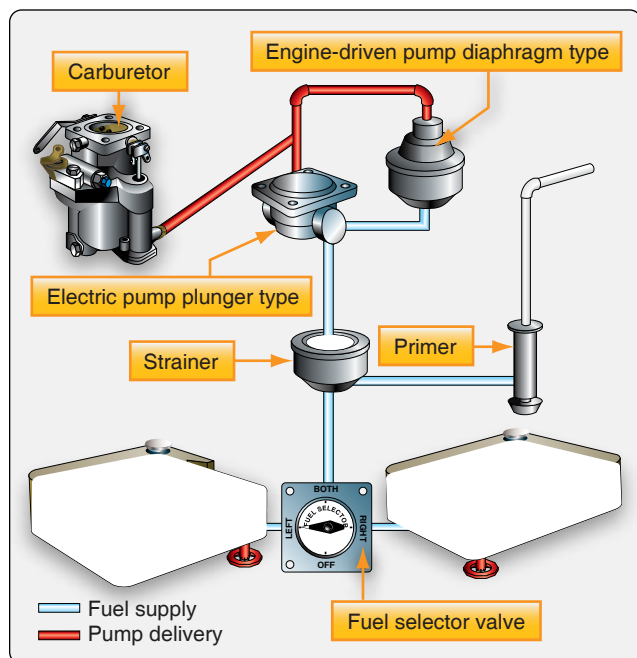 Engine-driven pump diaphragm type
Carburetor
Electric pump plunger type
Strainer
Primer
BOTH
LEFT
FUEL SELECTOR
RIGHT
OFF
Fuel selector valve
Fuel supply
Pump delivery